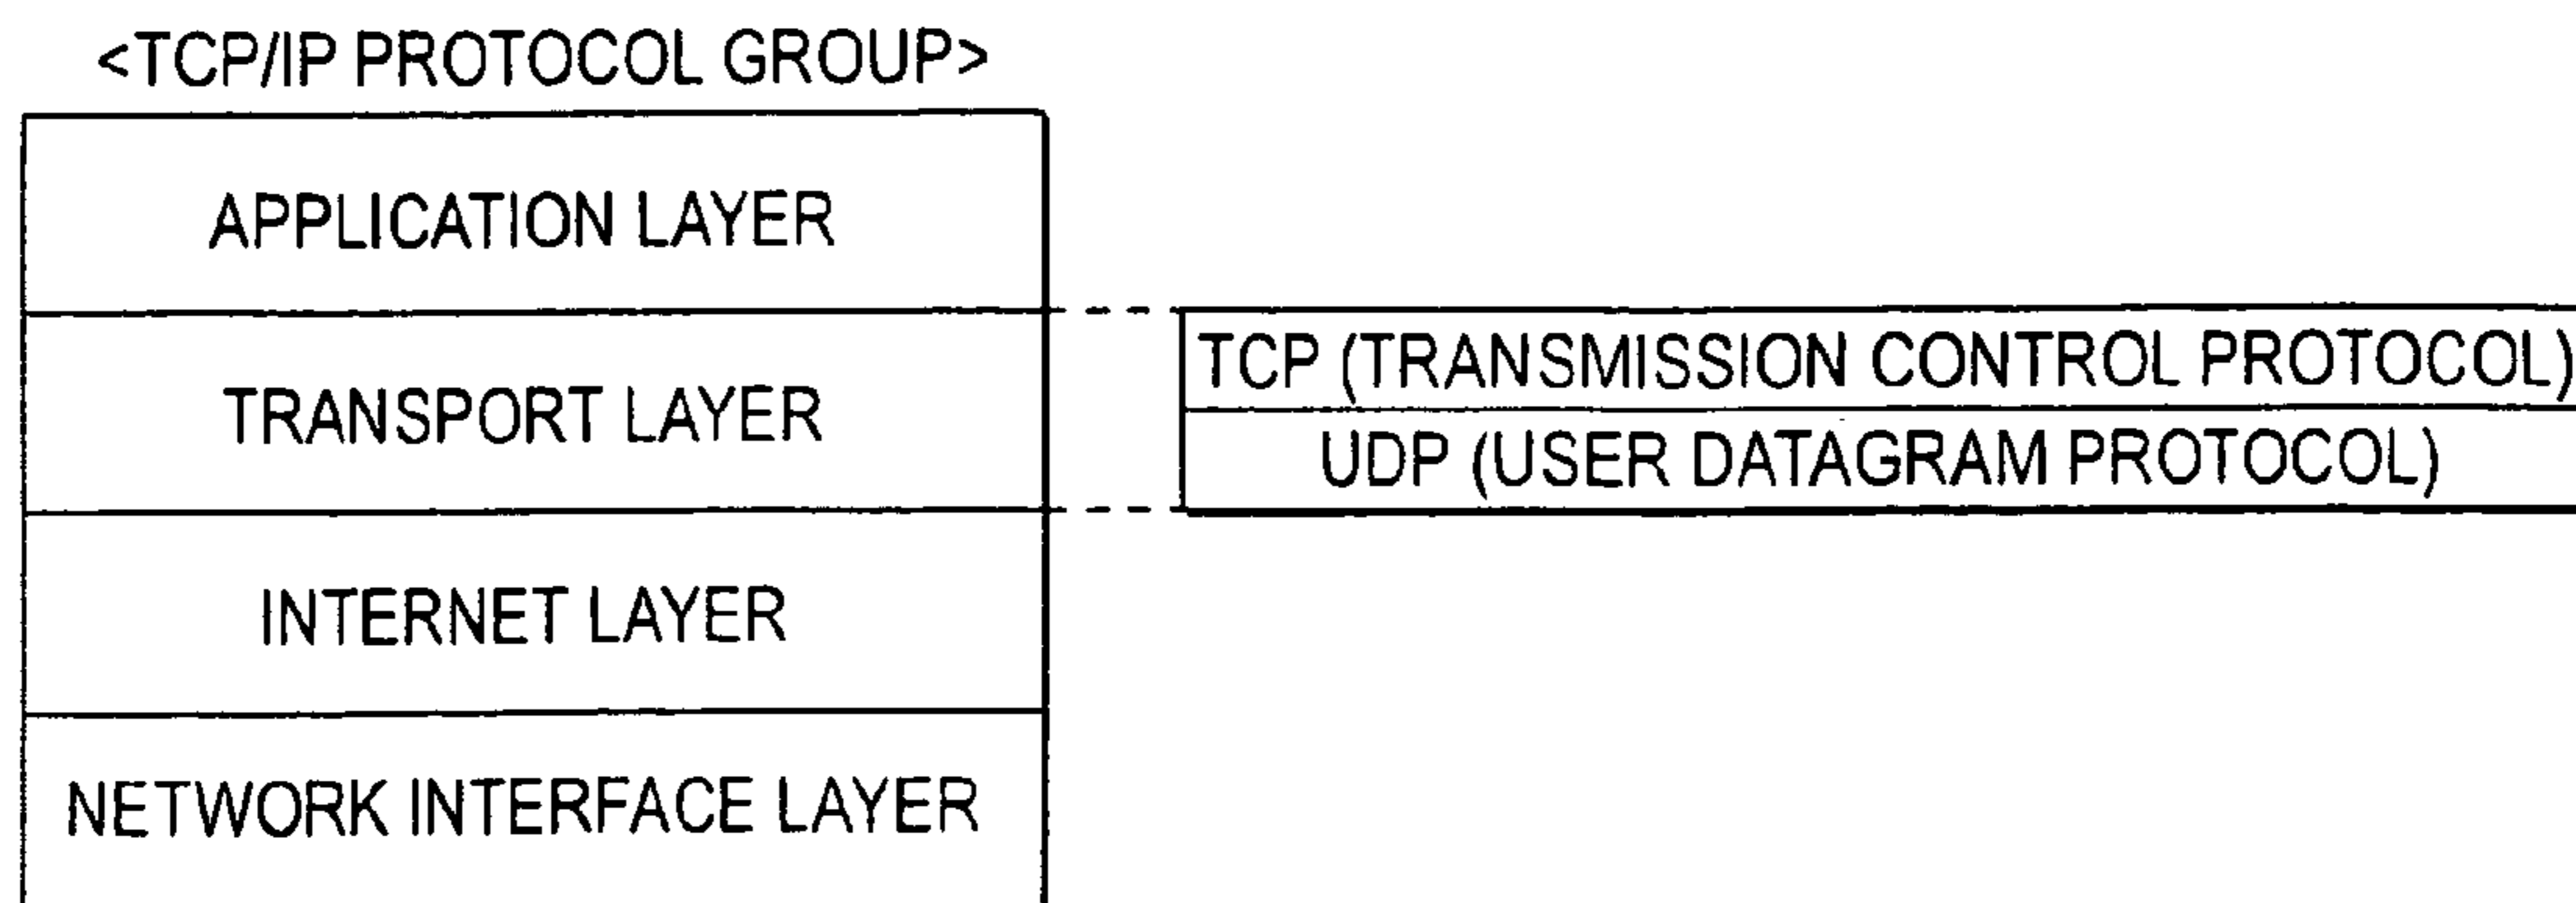 <TCP/IP PROTOCOL GROUP>
APPLICATION LAYER
TRANSPORT LAYER
TCP (TRANSMISSION CONTROL PROTOCOL)
UDP (USER DATAGRAM PROTOCOL)
INTERNET LAYER
NETWORK INTERFACE LAYER